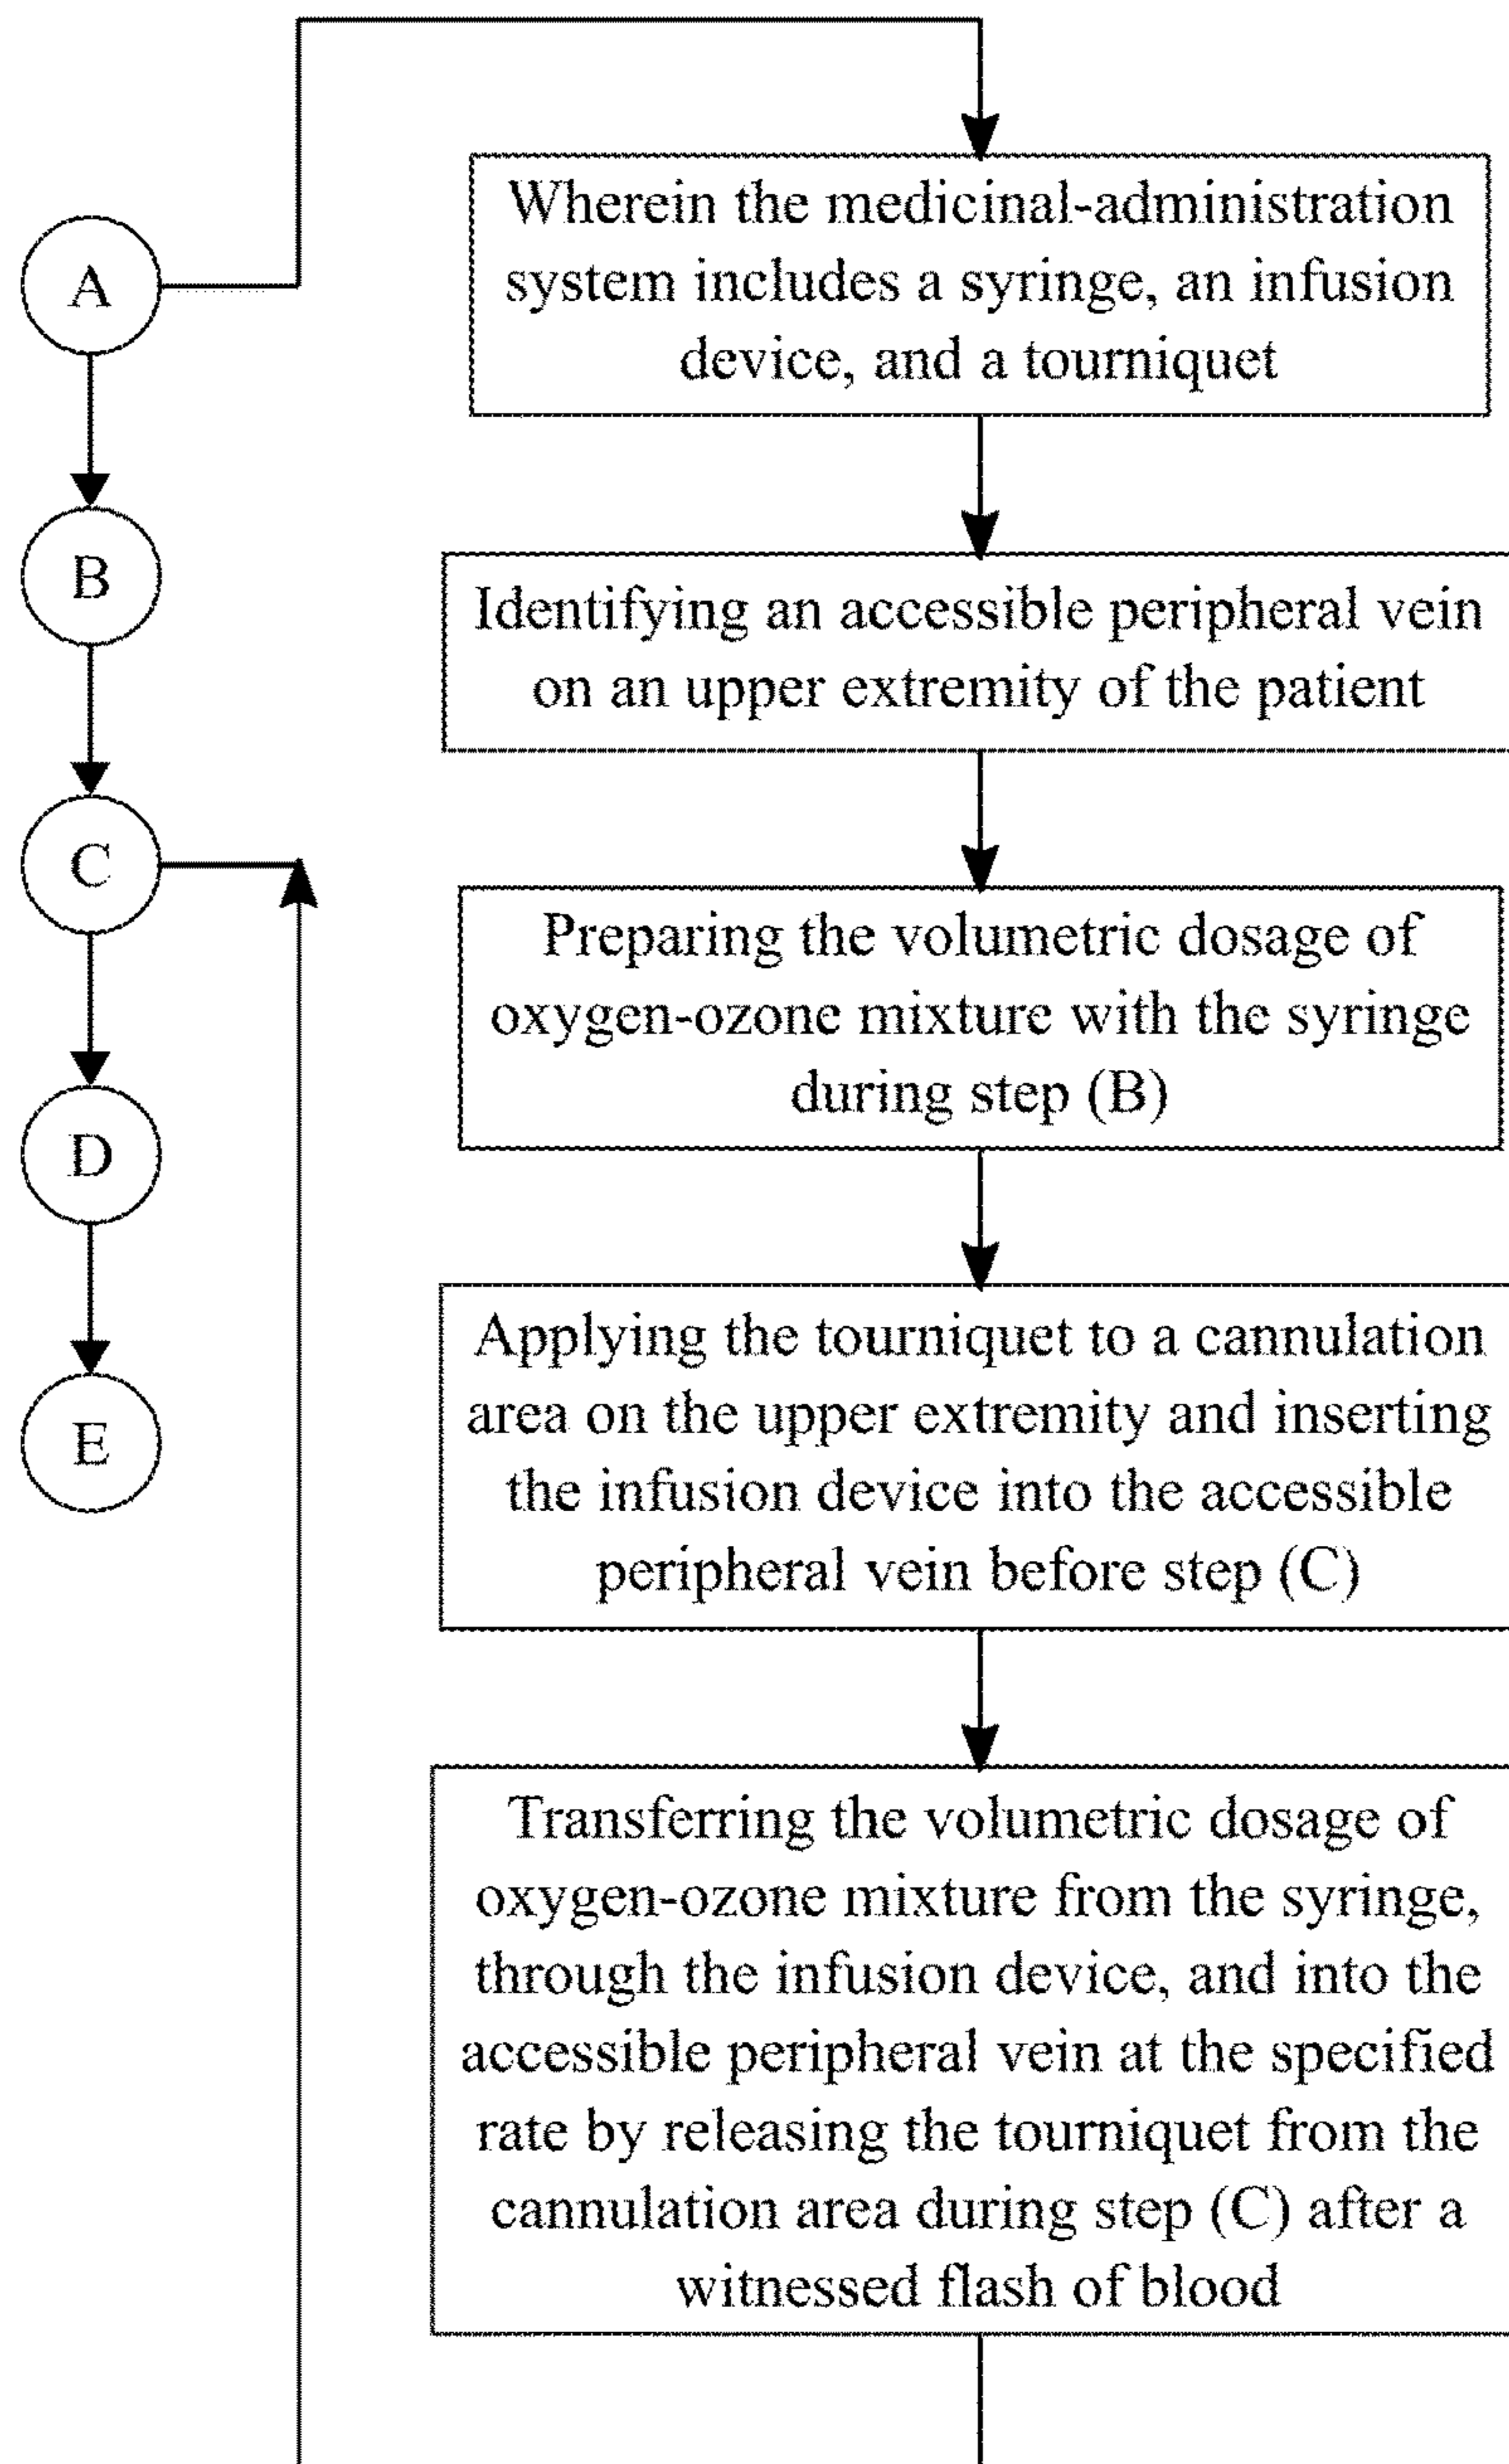 A
B
C
D
E
Wherein the medicinal-administration
system includes a syringe, an infusion
device, and a tourniquet
Identifying an accessible peripheral vein
on an upper extremity of the patient
Preparing the volumetric dosage of
oxygen-ozone mixture with the syringe
during step (B)
Applying the tourniquet to a cannulation
area on the upper extremity and inserting
the infusion device into the accessible
peripheral vein before step (C)
Transferring the volumetric dosage of
oxygen-ozone mixture from the syringe,
through the infusion device, and into the
accessible peripheral vein at the specified
rate by releasing the tourniquet from the
cannulation area during step (C) after a
witnessed flash of blood